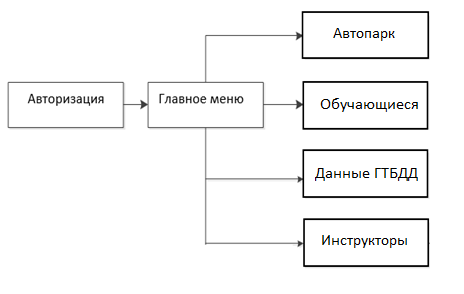 Автопарк
Авторизация
Главное меню
Обучающиеся
Данные ГТБДД
Инструкторы